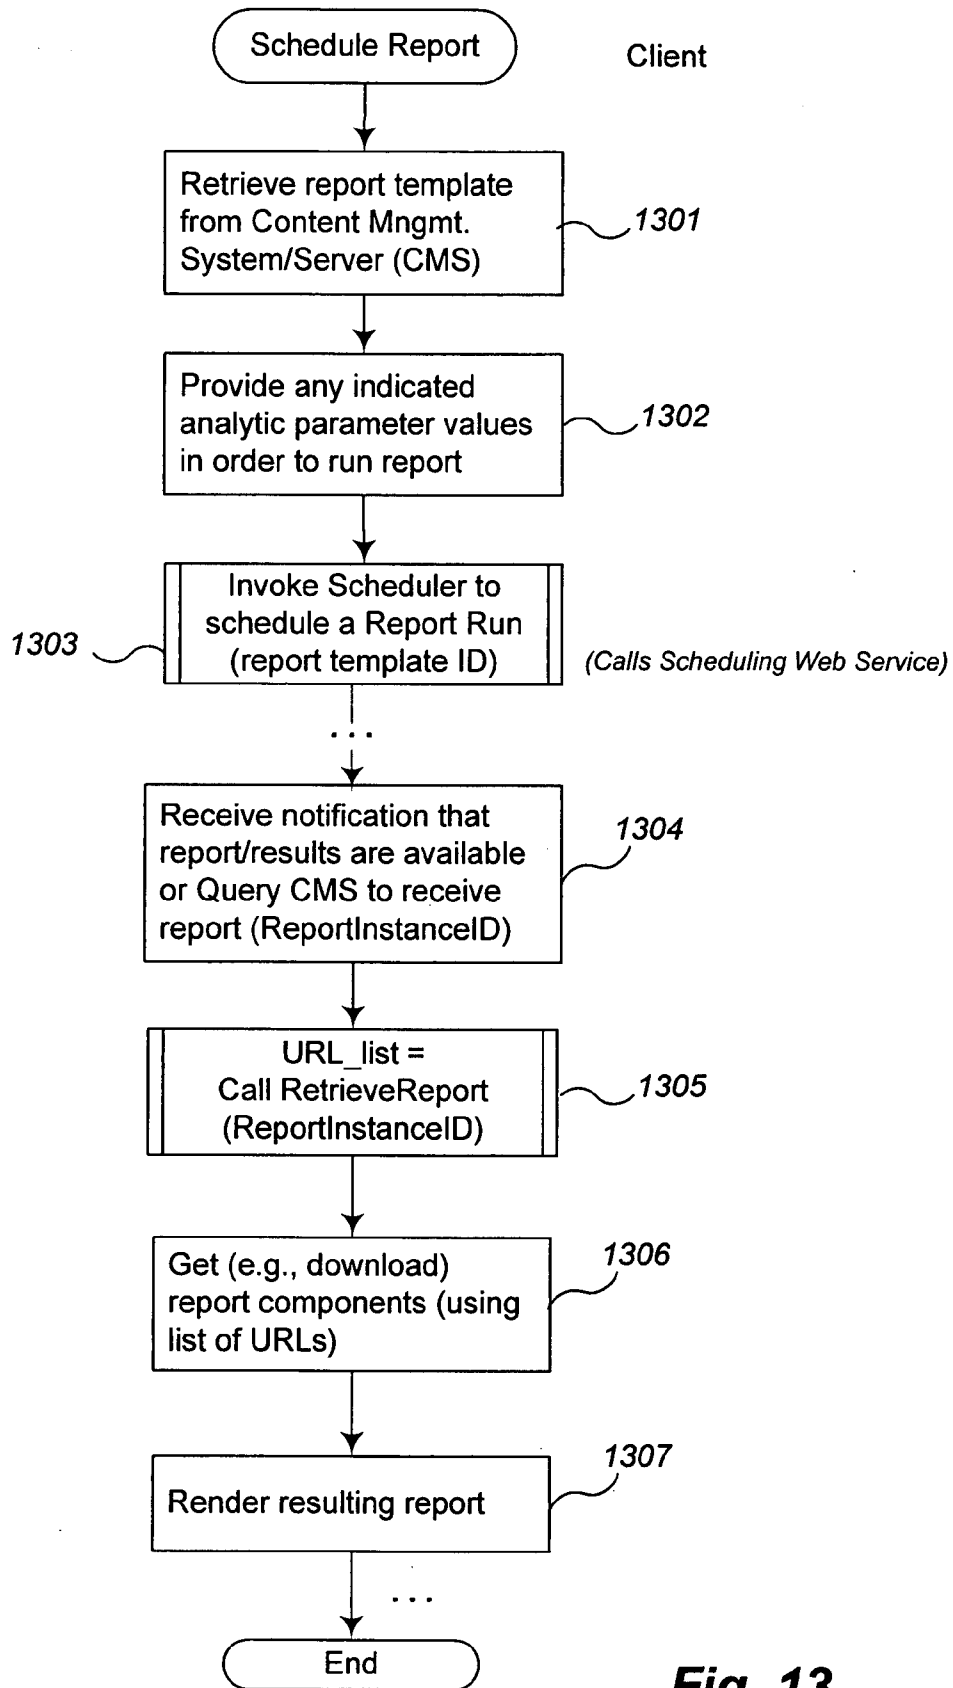 Schedule Report
Client
Retrieve report template
from Content Mngmt.
System/Server (CMS)
1301
Provide any indicated
analytic parameter values
in order to run report
1302
Invoke Scheduler to
schedule a Report Run
(report template ID)
1303
(Calls Scheduling Web Service)
...
Receive notification that
report/results are available
or Query CMS to receive
report (ReportInstanceID)
1304
URL_list =
Call RetrieveReport
(ReportInstanceID)
1305
Get (e.g., download)
report components (using
list of URLs)
1306
Render resulting report
1307
...
End
Fig. 13